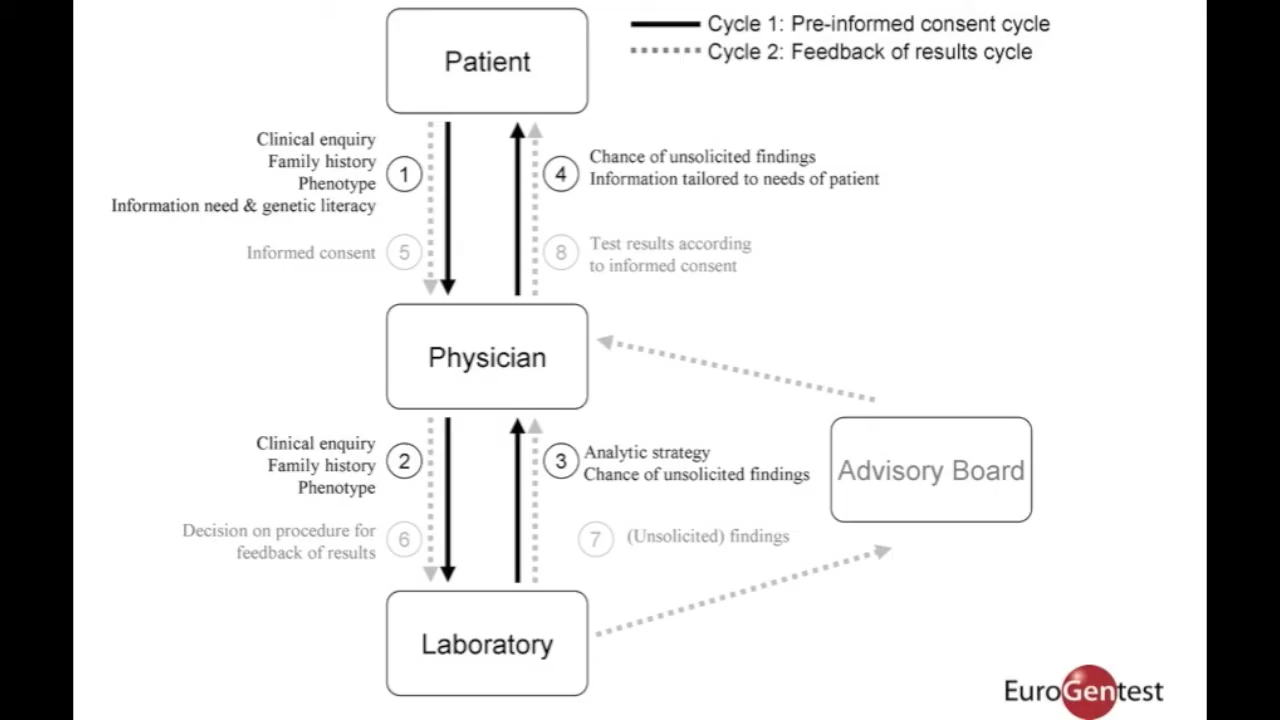 Patient
Cycle 1: Pre-informed consent cycle
Cycle 2: Feedback of results cycle
Clinical enquiry
Family history
Phenotype
Information need & genetic literacy
1
4
Chance of unsolicited findings
Information tailored to needs of patient
Informed consent
5
8
Test results according
to informed consent
Physician
Clinical enquiry
Family history
Phenotype
2
3
Analytic strategy
Chance of unsolicited findings
Advisory Board
Decision on procedure for
feedback of results
6
7
(Unsolicited) findings
Laboratory
EuroGentest